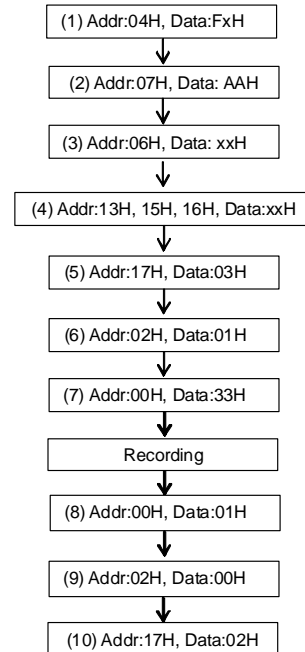 (1) Addr:04H, Data:FxH
(2) Addr:07H, Data: AAH
(3) Addr:06H, Data: xxH
(4) Addr:13H, 15H, 16H, Data:xxH
(5) Addr:17H, Data:03H
(6) Addr:02H, Data:01H
(7) Addr:00H, Data:33H
Recording
(8) Addr:00H, Data:01H
(9) Addr:02H, Data:00H
(10) Addr:17H, Data:02H